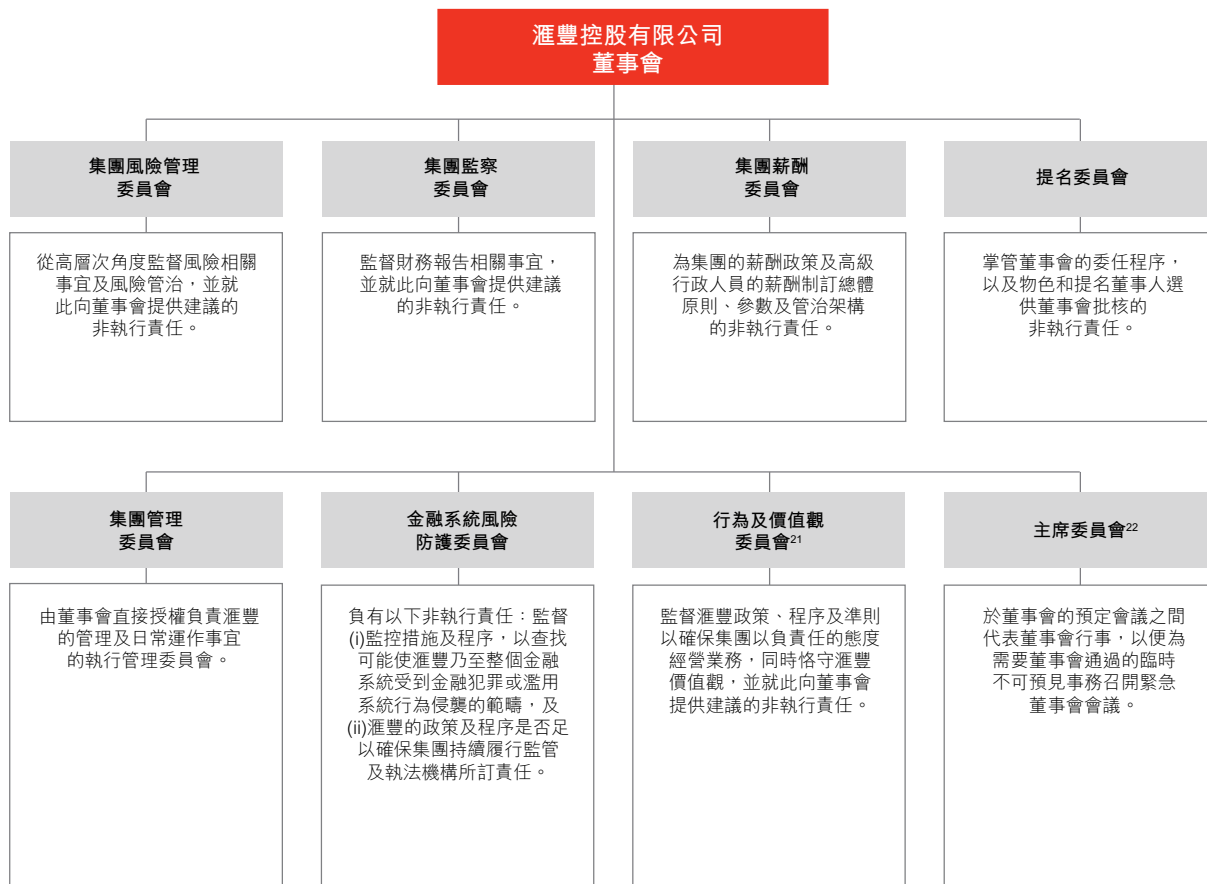 滙豐控股有限公司
董事會
集團風險管理
委員會
從高層次角度監督風險相關
事宜及風險管治，並就
此向董事會提供建議的
非執行責任。
集團監察
委員會
監督財務報告相關事宜，
並就此向董事會提供建議
的非執行責任。
集團薪酬
委員會
為集團的薪酬政策及高級
行政人員的薪酬制訂總體
原則、參數及管治架構
的非執行責任。
提名委員會
掌管董事會的委任程序，
以及物色和提名董事人選
供董事會批核的
非執行責任。
集團管理
委員會
由董事會直接授權負責滙豐
的管理及日常運作事宜
的執行管理委員會。
金融系統風險
防護委員會
負有以下非執行責任：監督
(i)監控措施及程序，以查找
可能使滙豐乃至整個金融
系統受到金融犯罪或濫用
系統行為侵襲的範疇，及
(ii)滙豐的政策及程序是否足
以確保集團持續履行監管
及執法機構所訂責任。
行為及價值觀
委員會21
監督滙豐政策、程序及準則
以確保集團以負責任的態度
經營業務，同時恪守滙豐
價值觀，並就此向董事會
提供建議的非執行責任。
主席委員會22
於董事會的預定會議之間
代表董事會行事，以便為
需要董事會通過的臨時
不可預見事務召開緊急
董事會會議。